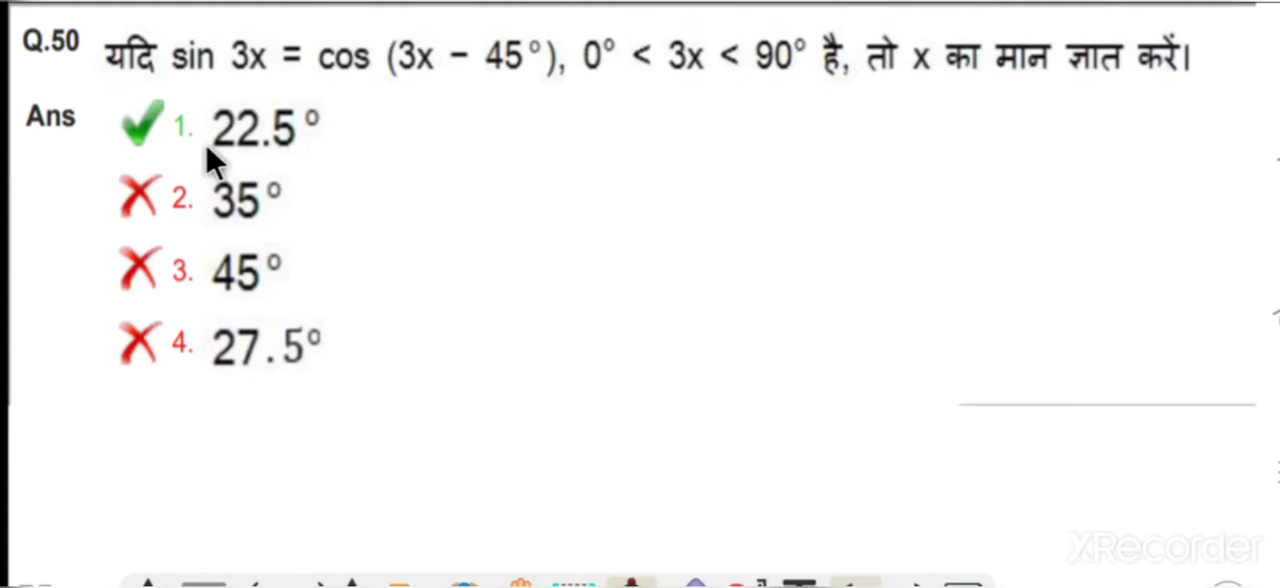 Q.50 यदि sin 3x = cos (3x − 45°), 0° < 3x < 90° है, तो x का मान ज्ञात करें।
Ans 1. 22.5°
2. 35°
3. 45°
4. 27.5°
XRecorder